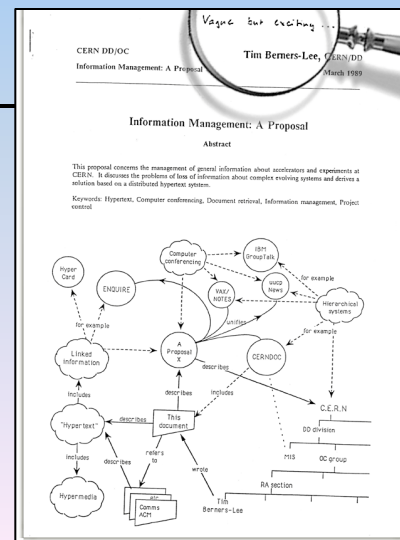 Vague but exciting ...
CERN DD/OC
Tim Berners-Lee, CERN/DD
Information Management: A Proposal
March 1989
Information Management: A Proposal
Abstract
This proposal concerns the management of general information about accelerators and experiments at
CERN. It discusses the problems of loss of information about complex evolving systems and derives a
solution based on a distributed hypertext system.
Keywords: Hypertext, Computer conferencing, Document retrieval, Information management, Project
control
Computer
conferencing
IBM
GroupTalk
Hyper
Card
ENQUIRE
for example
VAX/
NOTES
uucp
News
Hierarchical
systems
for example
unifies
for example
Linked
information
A
Proposal
X
CERNDOC
describes
includes
describes
includes
C.E.R.N
"Hypertext"
describes
This
document
DD division
includes
describes
refers
to
MIS
OC group
wrote
RA section
Hypermedia
Comms
ACM
Tim
Berners-Lee